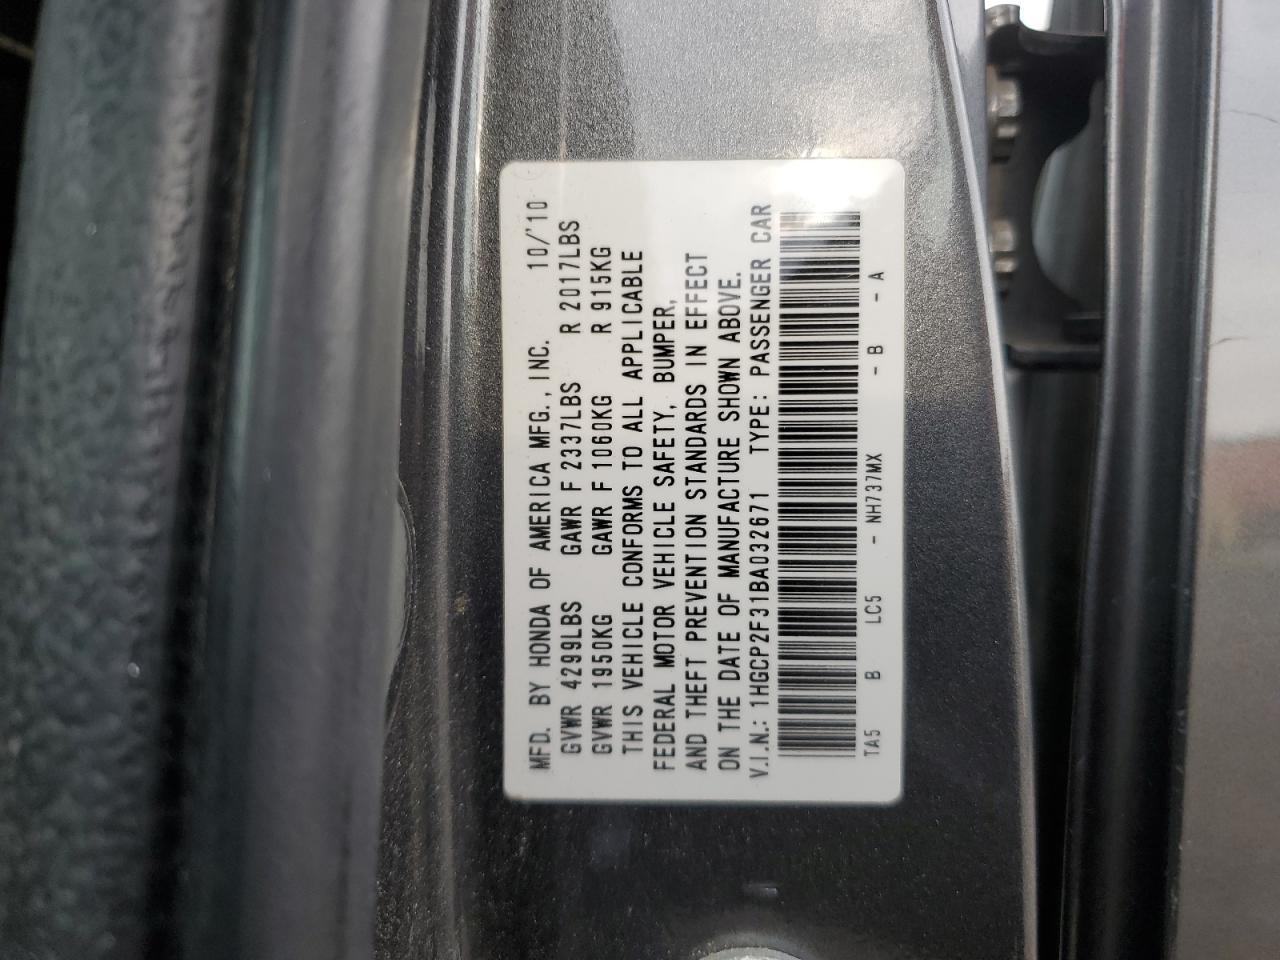 MFD. BY HONDA OF AMERICA MFG., INC. 10/'10
GVWR 4299LBS GAWR F 2337LBS R 2017LBS
GVWR 1950KG GAWR F 1060KG R 915KG
THIS VEHICLE CONFORMS TO ALL APPLICABLE
FEDERAL MOTOR VEHICLE SAFETY, BUMPER,
AND THEFT PREVENTION STANDARDS IN EFFECT
ON THE DATE OF MANUFACTURE SHOWN ABOVE.
V.I.N.: 1HGCP2F31BA032671 TYPE: PASSENGER CAR
TA5 B LC5 - NH737MX - B - A